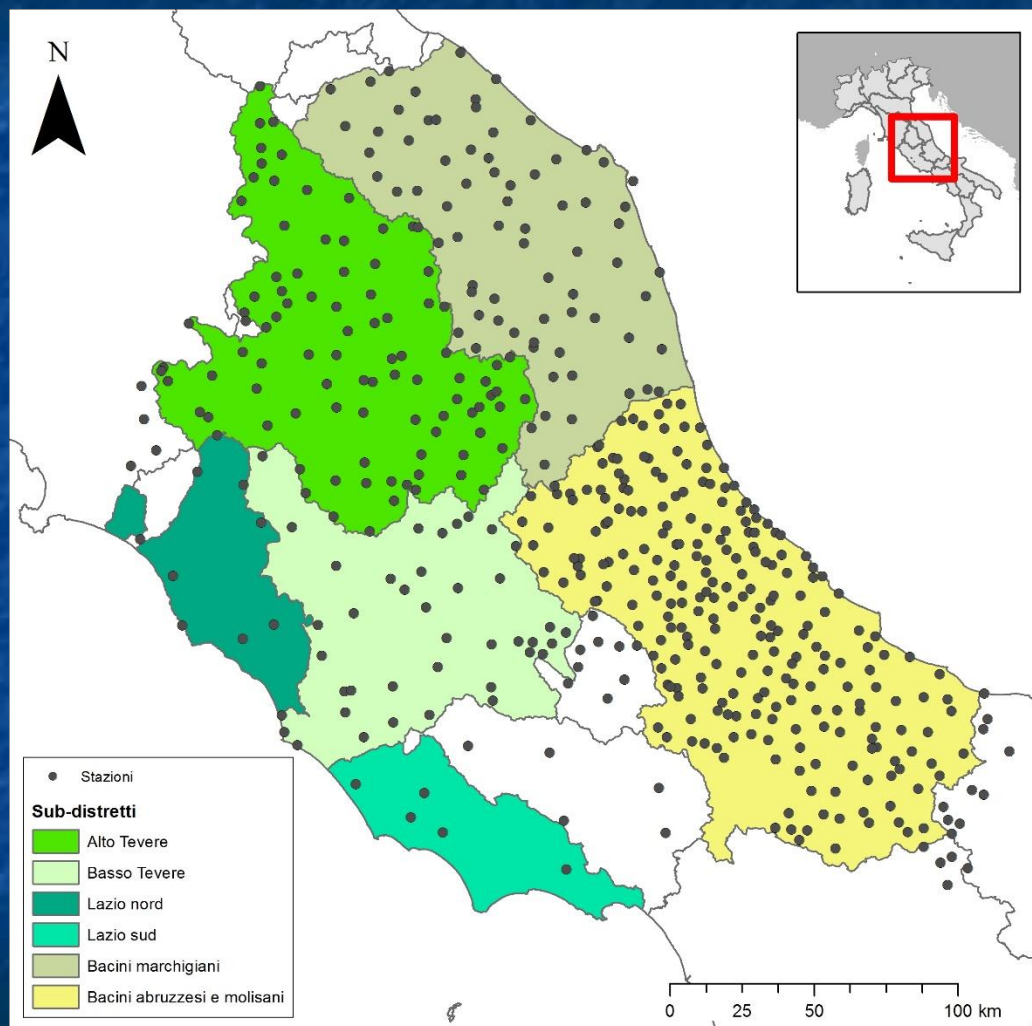 N
Stazioni
Sub-distretti
Alto Tevere
Basso Tevere
Lazio nord
Lazio sud
Bacini marchigiani
Bacini abruzzesi e molisani
0 25 50 100 km